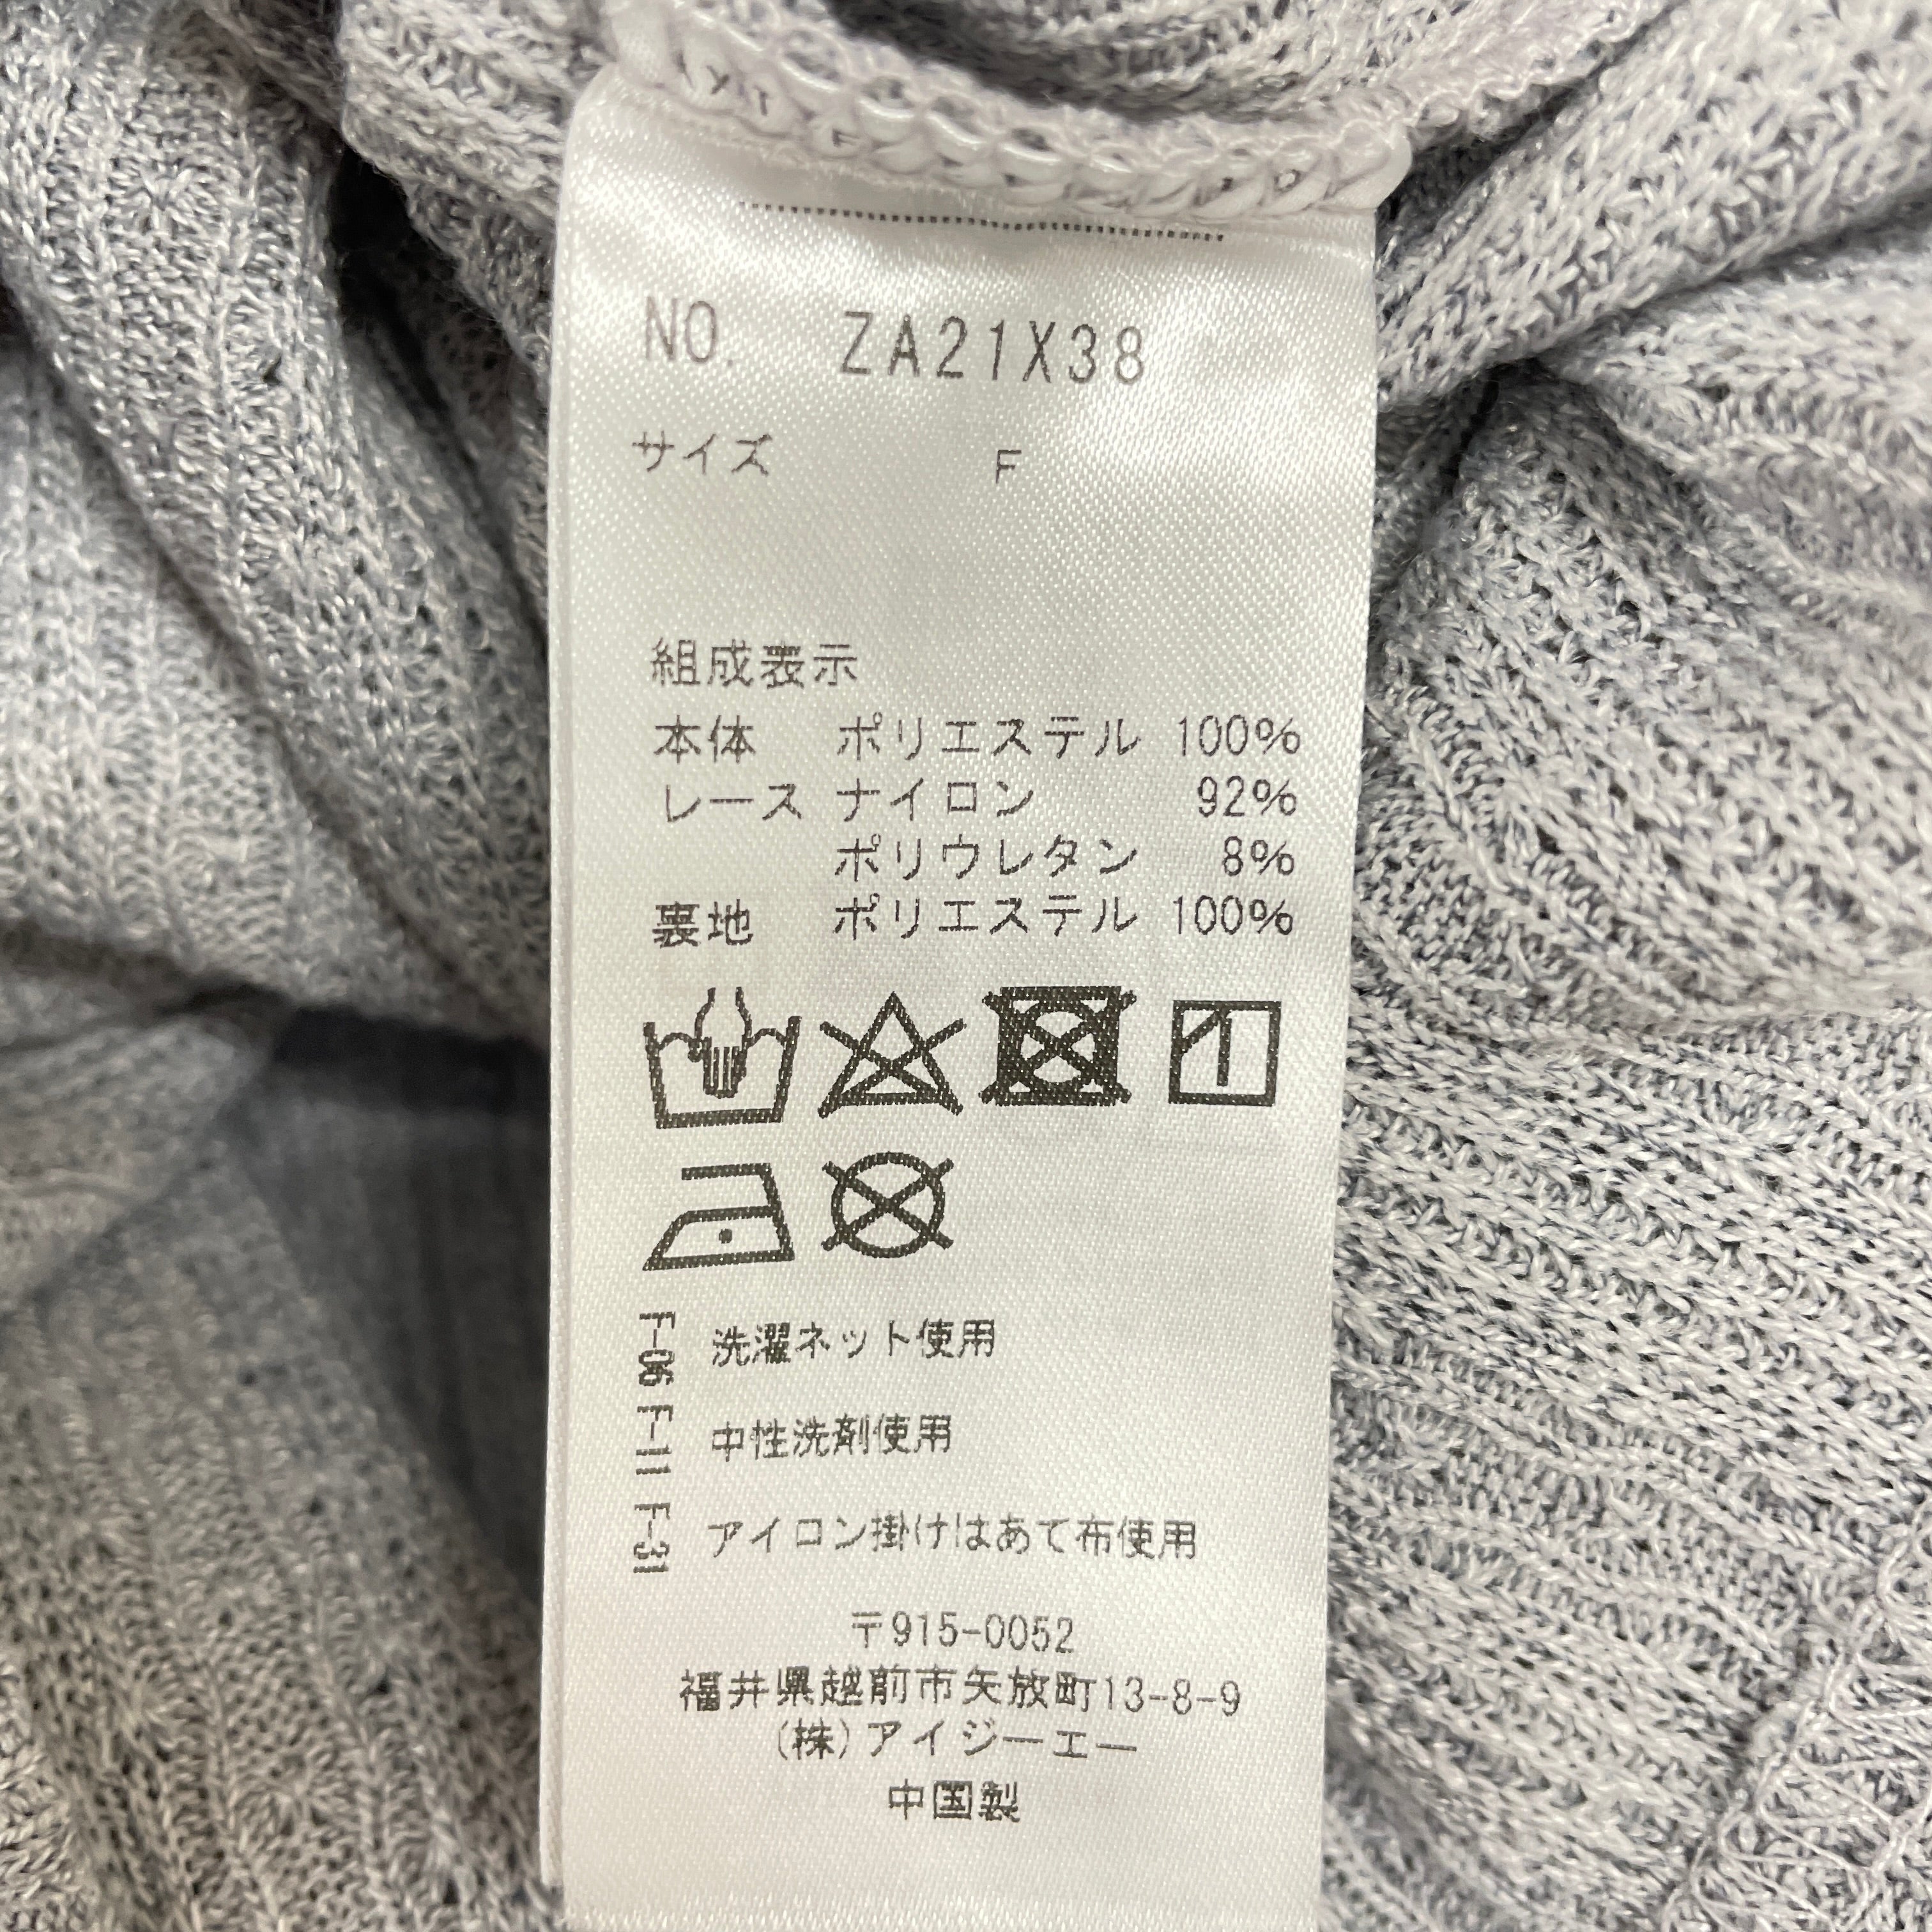 NO. ZA21X38
サイズ F
組成表示
本体 ポリエステル 100%
レース ナイロン 92%
ポリウレタン 8%
裏地 ポリエステル 100%
F-06 洗濯ネット使用
F-11 中性洗剤使用
F-31 アイロン掛けはあて布使用
〒915-0052
福井県越前市矢放町13-8-9
(株)アイジーエー
中国製